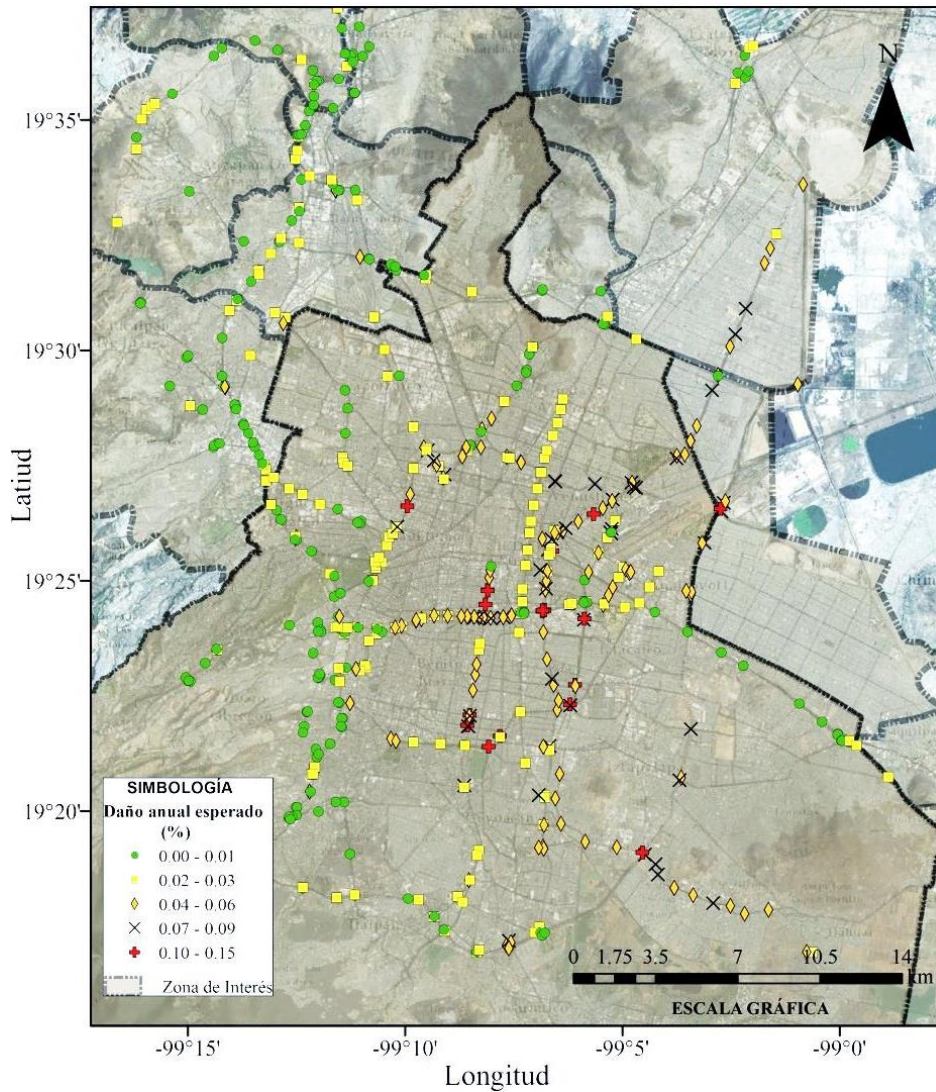 N
19°35'
19°30'
Latiud
19°25'
19°20'
SIMBOLOGÍA
Daño anual esperado
(%)
0.00 - 0.01
0.02 - 0.03
0.04 - 0.06
0.07 - 0.09
0.10 - 0.15
Zona de Interés
0 1.75 3.5 7 10.5 14
km
ESCALA GRÁFICA
-99°15' -99°10' -99°5' -99°0'
Longitud